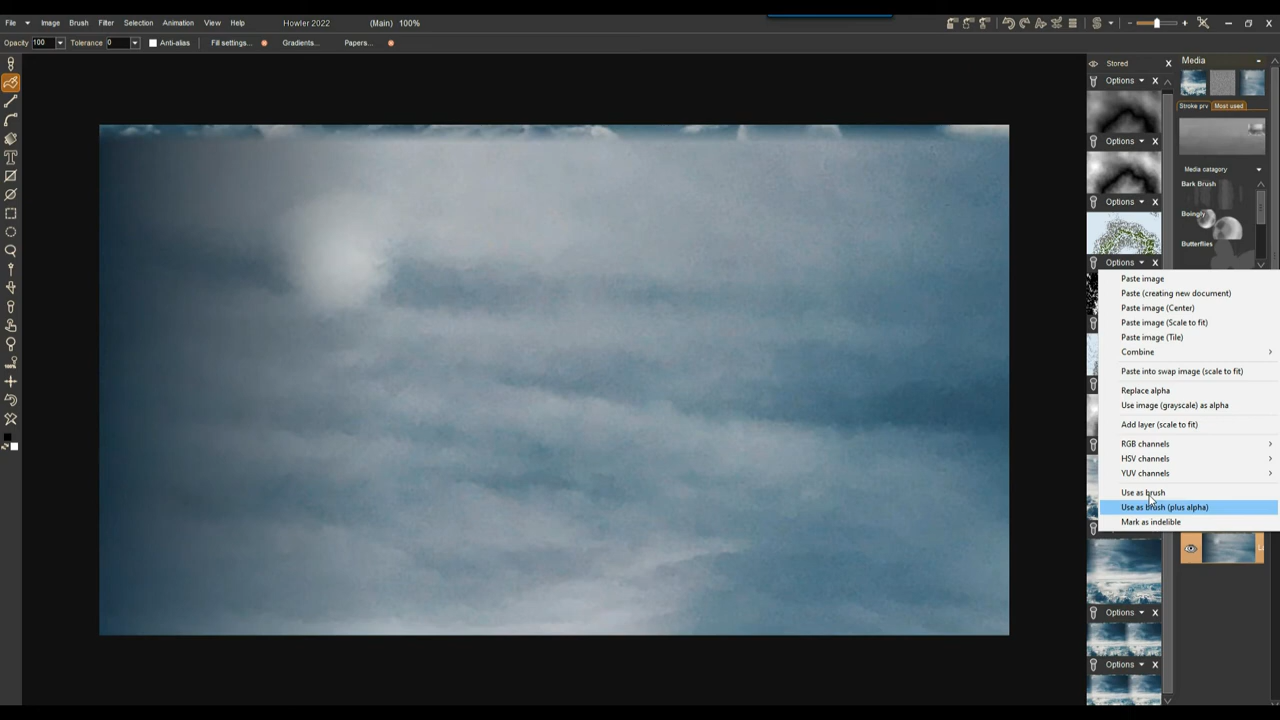 File Image Brush Filter Selection Animation View Help Howler 2022 (Main) 100%
Opacity 100 Tolerance 0 Anti-alias Fill settings... Gradients... Papers...
Stored
Options
Options
Options
Options
Media
Stroke prv Most used
Media catagory
Bark Brush
Boingly
Butterflies
Paste image
Paste (creating new document)
Paste image (Center)
Paste image (Scale to fit)
Paste image (Tile)
Combine
Paste into swap image (scale to fit)
Replace alpha
Use image (grayscale) as alpha
Add layer (scale to fit)
RGB channels
HSV channels
YUV channels
Use as brush
Use as brush (plus alpha)
Mark as indelible
Options
Options